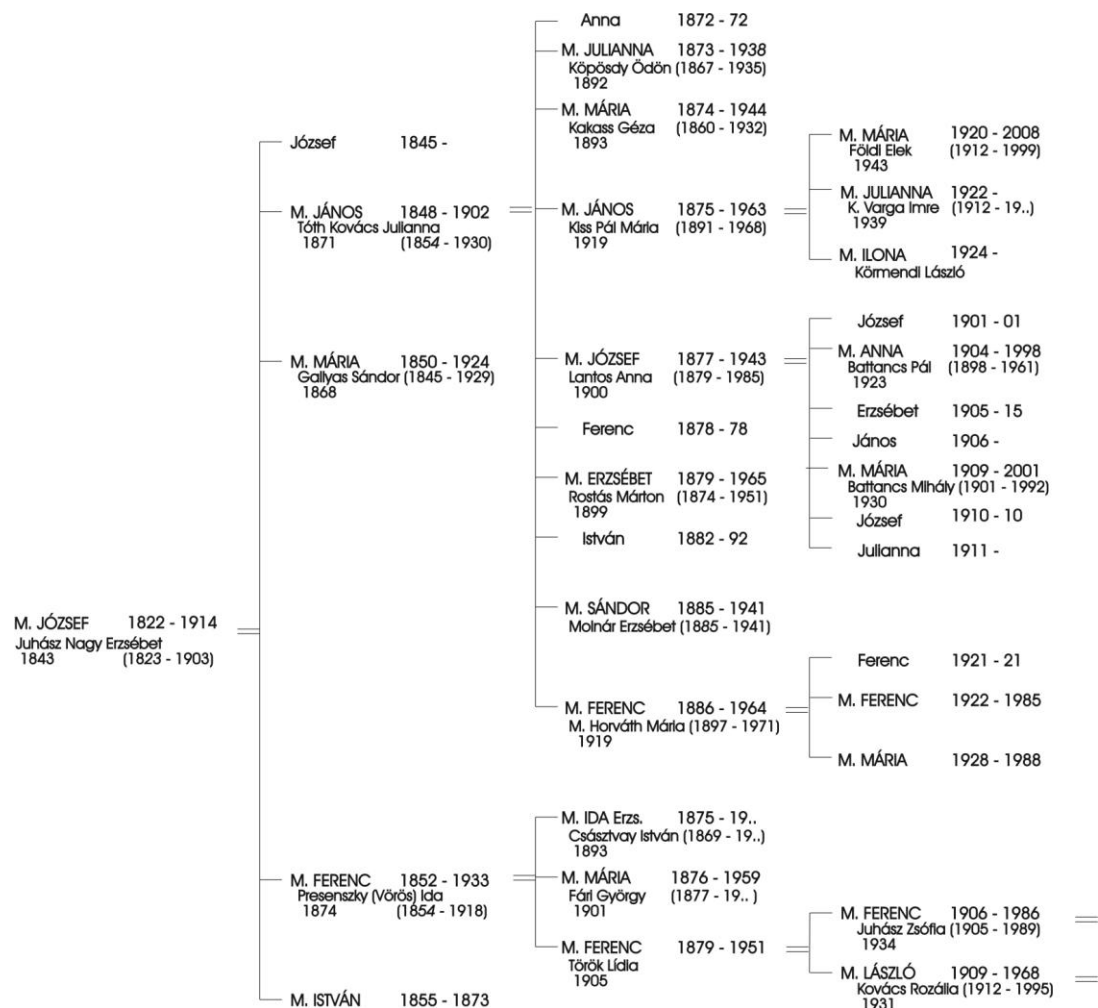 Anna 1872 - 72
M. JULIANNA 1873 - 1938
Köpösdy Ödön (1867 - 1935)
1892
M. MÁRIA 1874 - 1944
Kakass Géza (1860 - 1932)
1893
József 1845 -
M. MÁRIA 1920 - 2008
Földi Elek (1912 - 1999)
1943
M. JÁNOS 1848 - 1902
Tóth Kovács Julianna
1871 (1854 - 1930)
M. JÁNOS 1875 - 1963
Kiss Pál Mária (1891 - 1968)
1919
M. JULIANNA 1922 -
K. Varga Imre (1912 - 19..)
1939
M. ILONA 1924 -
Körmendi László
József 1901 - 01
M. MÁRIA 1850 - 1924
Gallyas Sándor (1845 - 1929)
1868
M. JÓZSEF 1877 - 1943
Lantos Anna (1879 - 1985)
1900
M. ANNA 1904 - 1998
Battancs Pál (1898 - 1961)
1923
Erzsébet 1905 - 15
Ferenc 1878 - 78
János 1906 -
M. ERZSÉBET 1879 - 1965
Rostás Márton (1874 - 1951)
1899
M. MÁRIA 1909 - 2001
Battancs Mihály (1901 - 1992)
1930
József 1910 - 10
István 1882 - 92
Julianna 1911 -
M. JÓZSEF 1822 - 1914
Juhász Nagy Erzsébet
1843 (1823 - 1903)
M. SÁNDOR 1885 - 1941
Molnár Erzsébet (1885 - 1941)
Ferenc 1921 - 21
M. FERENC 1886 - 1964
M. Horváth Mária (1897 - 1971)
1919
M. FERENC 1922 - 1985
M. MÁRIA 1928 - 1988
M. IDA Erzs. 1875 - 19..
Császtvay István (1869 - 19..)
1893
M. FERENC 1852 - 1933
Presenszky (Vörös) Ida
1874 (1854 - 1918)
M. MÁRIA 1876 - 1959
Fári György (1877 - 19.. )
1901
M. FERENC 1879 - 1951
Török Lídia
1905
M. FERENC 1906 - 1986
Juhász Zsófia (1905 - 1989)
1934
M. LÁSZLÓ 1909 - 1968
Kovács Rozália (1912 - 1995)
1931
M. ISTVÁN 1855 - 1873